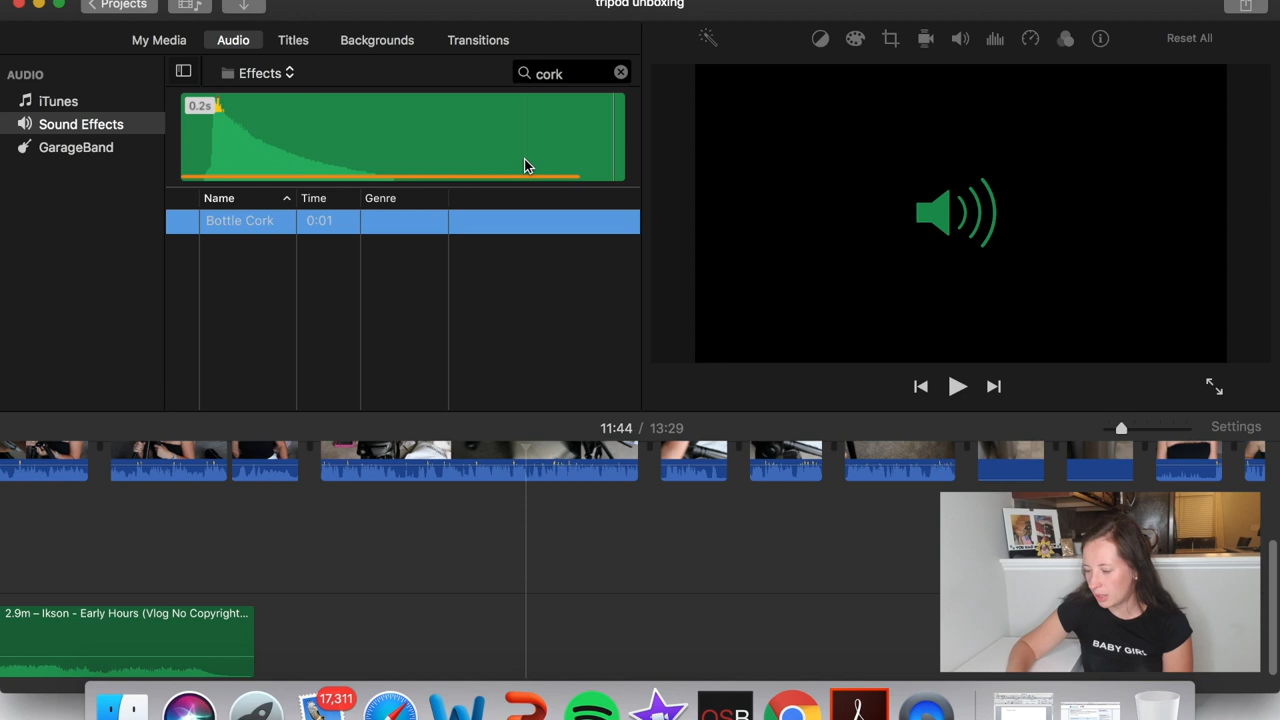 tripod unboxing
Projects
My Media Audio Titles Backgrounds Transitions
Reset All
AUDIO
iTunes
Sound Effects
GarageBand
Effects
cork
0.2s
Name Time Genre
Bottle Cork 0:01
11:44 / 13:29
Settings
2.9m – Ikson - Early Hours (Vlog No Copyright...
BABY GIRL
17,311
OSB